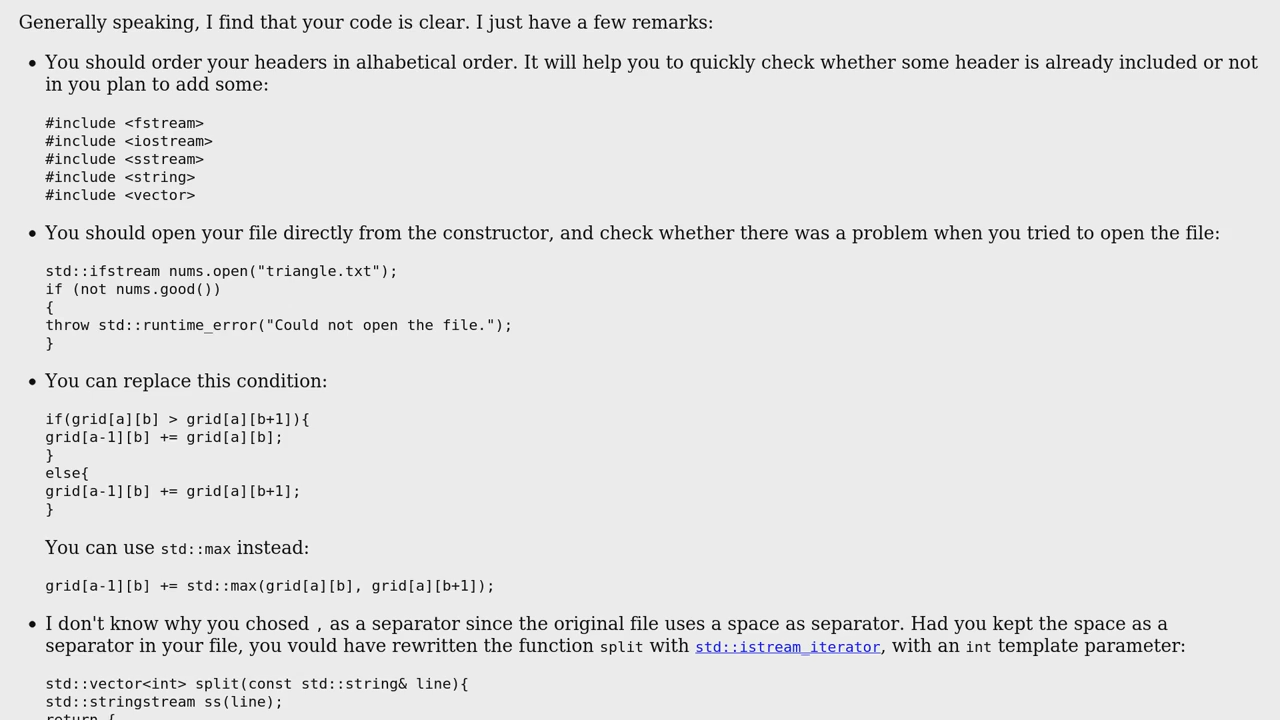 Generally speaking, I find that your code is clear. I just have a few remarks:
You should order your headers in alhabetical order. It will help you to quickly check whether some header is already included or not
in you plan to add some:
#include <fstream>
#include <iostream>
#include <sstream>
#include <string>
#include <vector>
You should open your file directly from the constructor, and check whether there was a problem when you tried to open the file:
std::ifstream nums.open("triangle.txt");
if (not nums.good())
{
throw std::runtime_error("Could not open the file.");
}
You can replace this condition:
if(grid[a][b] > grid[a][b+1]){
grid[a-1][b] += grid[a][b];
}
else{
grid[a-1][b] += grid[a][b+1];
}
You can use std::max instead:
grid[a-1][b] += std::max(grid[a][b], grid[a][b+1]);
I don't know why you chosed , as a separator since the original file uses a space as separator. Had you kept the space as a
separator in your file, you vould have rewritten the function split with std::istream_iterator, with an int template parameter:
std::vector<int> split(const std::string& line){
std::stringstream ss(line);
return {